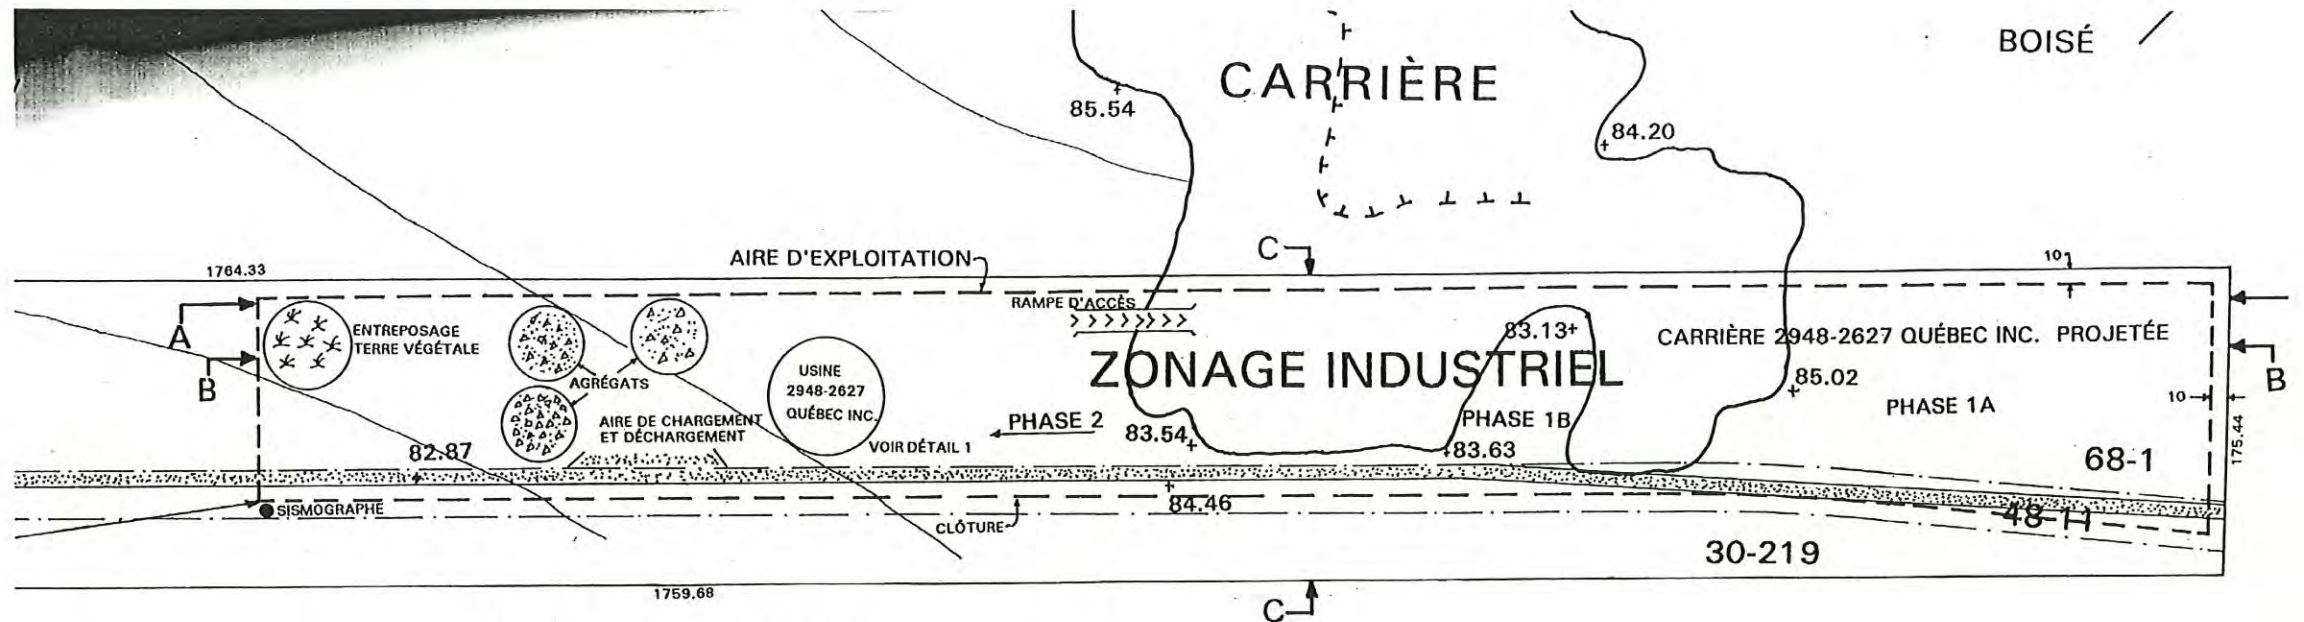 BOISÉ
CARRIÈRE
85.54
84.20
AIRE D'EXPLOITATION
C
10
1764.33
RAMPE D'ACCÈS
A
ENTREPOSAGE
TERRE VÉGÉTALE
83.13
CARRIÈRE 2948-2627 QUÉBEC INC. PROJETÉE
ZONAGE INDUSTRIEL
B
B
AGRÉGATS
USINE
2948-2627
QUÉBEC INC.
85.02
10
PHASE 1A
AIRE DE CHARGEMENT
ET DÉCHARGEMENT
PHASE 2
PHASE 1B
83.54
VOIR DÉTAIL 1
83.63
82.87
68-1
175.44
SISMOGRAPHE
84.46
CLÔTURE
48-11
30-219
1759.68
C